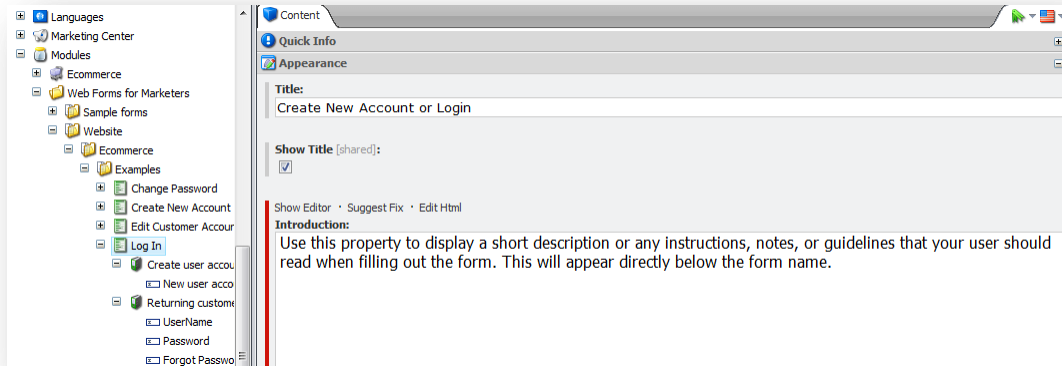 Languages
Marketing Center
Modules
Ecommerce
Web Forms for Marketers
Sample forms
Website
Ecommerce
Examples
Change Password
Create New Account
Edit Customer Accour
Log In
Create user accou
New user acco
Returning custome
UserName
Password
Forgot Passwo
Content
Quick Info
Appearance
Title:
Create New Account or Login
Show Title [shared]:
Show Editor · Suggest Fix · Edit Html
Introduction:
Use this property to display a short description or any instructions, notes, or guidelines that your user should
read when filling out the form. This will appear directly below the form name.